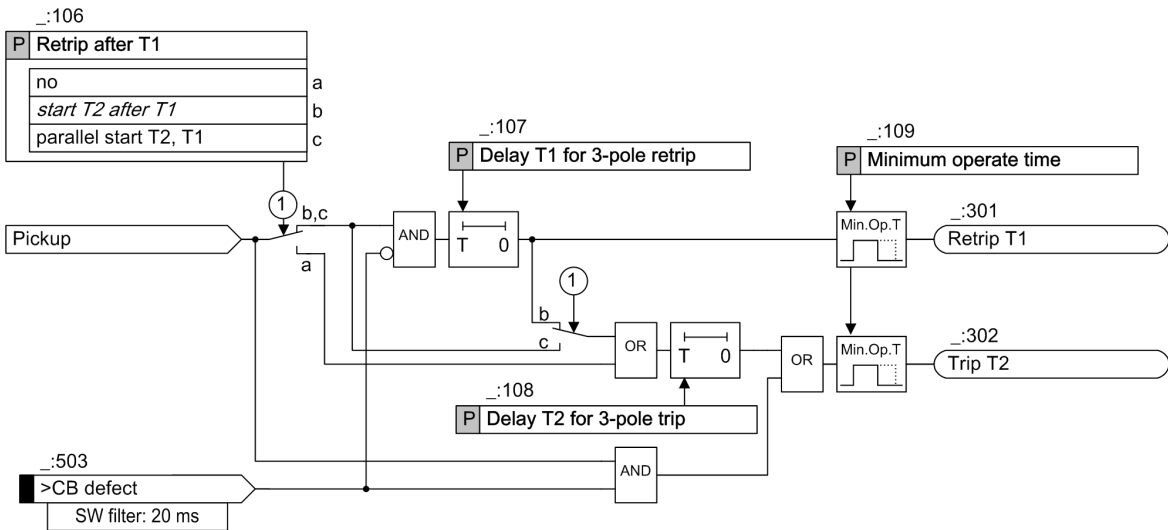 _:106
P Retrip after T1
no a
start T2 after T1 b
parallel start T2, T1 c
_:107
P Delay T1 for 3-pole retrip
_:109
P Minimum operate time
1
b,c
Pickup
a
AND
T 0
Min.Op.T
_:301
Retrip T1
1
b
c
OR
T 0
OR
Min.Op.T
_:302
Trip T2
_:108
P Delay T2 for 3-pole trip
AND
_:503
>CB defect
SW filter: 20 ms